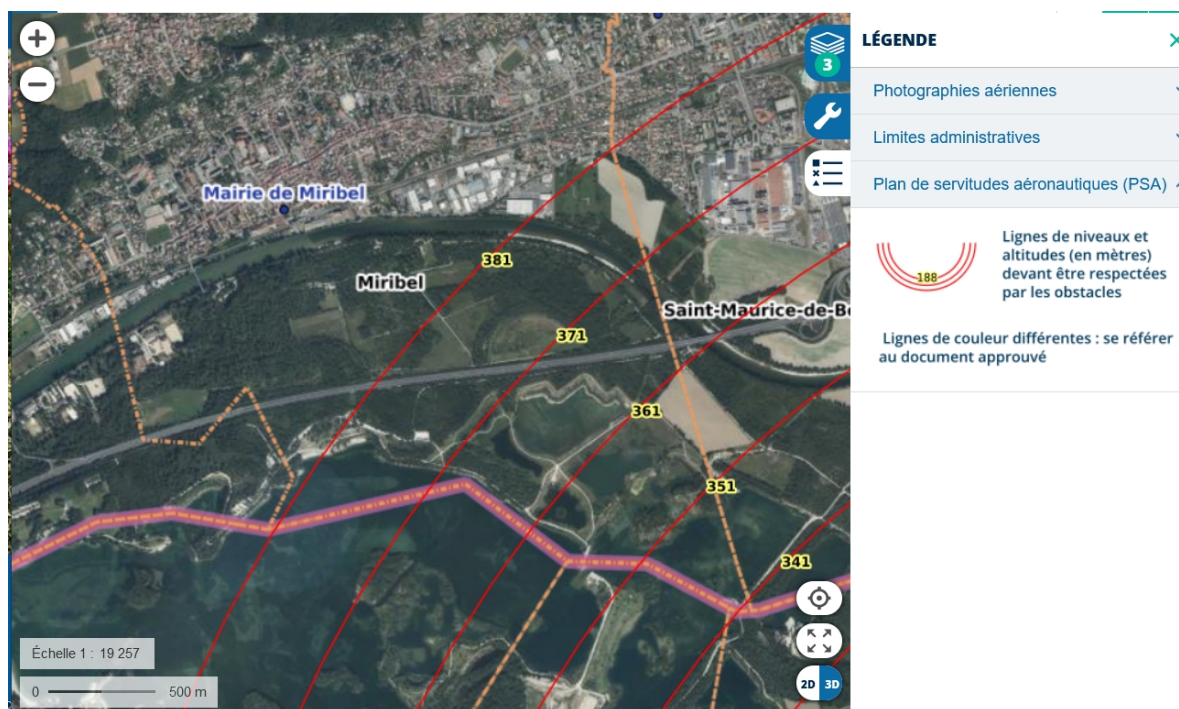 +
−
3
LÉGENDE
Photographies aériennes
Limites administratives
Plan de servitudes aéronautiques (PSA)
188
Lignes de niveaux et
altitudes (en mètres)
devant être respectées
par les obstacles
Lignes de couleur différentes : se référer
au document approuvé
Mairie de Miribel
381
Miribel
Saint-Maurice-de-Be
371
361
351
341
Échelle 1 : 19 257
0 500 m
2D 3D